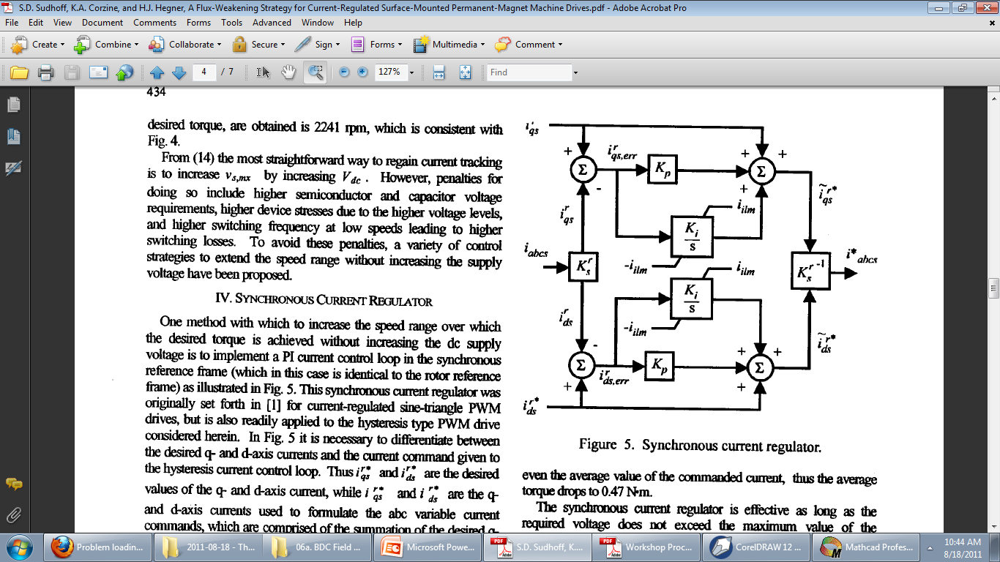 S.D. Sudhoff, K.A. Corzine, and H.J. Hegner, A Flux-Weakening Strategy for Current-Regulated Surface-Mounted Permanent-Magnet Machine Drives.pdf - Adobe Acrobat Pro
File Edit View Document Comments Forms Tools Advanced Window Help
Create Combine Collaborate Secure Sign Forms Multimedia Comment
4 / 7 127% Find
434
desired torque, are obtained is 2241 rpm, which is consistent with
Fig. 4.
From (14) the most straightforward way to regain current tracking
is to increase v_{s,mx} by increasing V_{dc} . However, penalties for
doing so include higher semiconductor and capacitor voltage
requirements, higher device stresses due to the higher voltage levels,
and higher switching frequency at low speeds leading to higher
switching losses. To avoid these penalties, a variety of control
strategies to extend the speed range without increasing the supply
voltage have been proposed.
IV. SYNCHRONOUS CURRENT REGULATOR
One method with which to increase the speed range over which
the desired torque is achieved without increasing the dc supply
voltage is to implement a PI current control loop in the synchronous
reference frame (which in this case is identical to the rotor reference
frame) as illustrated in Fig. 5. This synchronous current regulator was
originally set forth in [1] for current-regulated sine-triangle PWM
drives, but is also readily applied to the hysteresis type PWM drive
considered herein. In Fig. 5 it is necessary to differentiate between
the desired q- and d-axis currents and the current command given to
the hysteresis current control loop. Thus i_{qs}^{r*} and i_{ds}^{r*} are the desired
values of the q- and d-axis current, while i_{qs}^{r*} and i_{ds}^{r*} are the q-
and d-axis currents used to formulate the abc variable current
commands, which are comprised of the summation of the desired q-
+ i_{qs,err}^{r} K_p + +
Σ Σ
- +
ĩ_{qs}^{r*}
i_{qs}^{r} i_{ilm}
K_i
s
i_{abcs} -i_{ilm} i*_{abcs}
K_s^r i_{ilm} K_s^{r -1}
K_i
s
i_{ds}^{r} -i_{ilm}
ĩ_{ds}^{r*}
- + +
Σ K_p Σ
+ i_{ds,err}^{r} +
i_{ds}^{r*}
Figure 5. Synchronous current regulator.
even the average value of the commanded current, thus the average
torque drops to 0.47 N•m.
The synchronous current regulator is effective as long as the
required voltage does not exceed the maximum value of the
Problem loadin... 2011-08-18 - Th... 06a. BDC Field ... Microsoft Powe... S.D. Sudhoff, K.... Workshop Proc... CorelDRAW 12 ... Mathcad Profes... 10:44 AM
8/18/2011